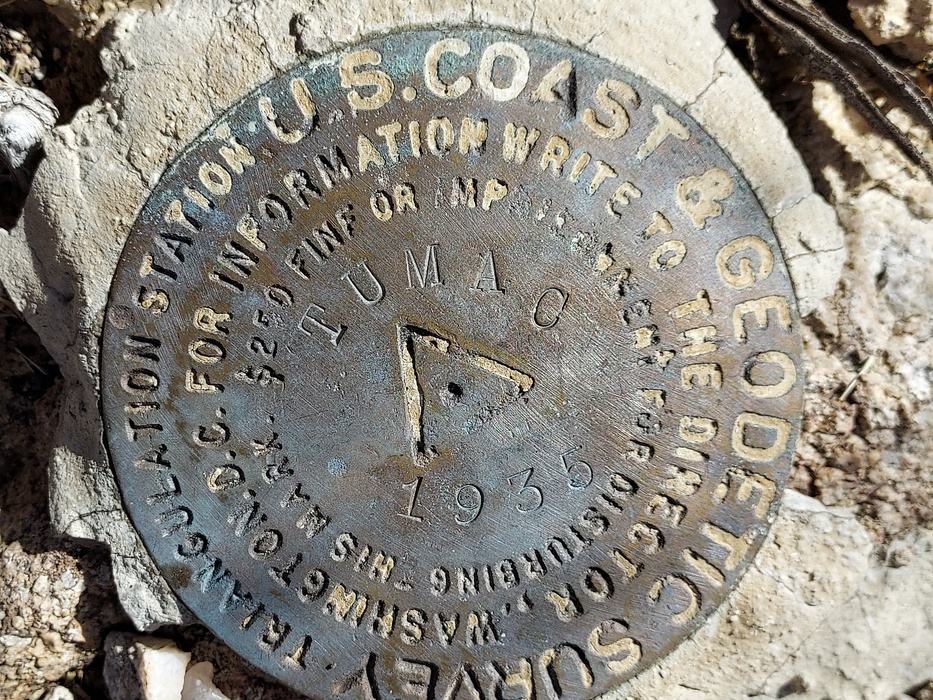 U.S. COAST & GEODETIC SURVEY
TRIANGULATION STATION
FOR INFORMATION WRITE TO THE DIRECTOR, WASHINGTON. D.C.
$250 FINE OR IMPRISONMENT FOR DISTURBING THIS MARK.
TUMAC
1935